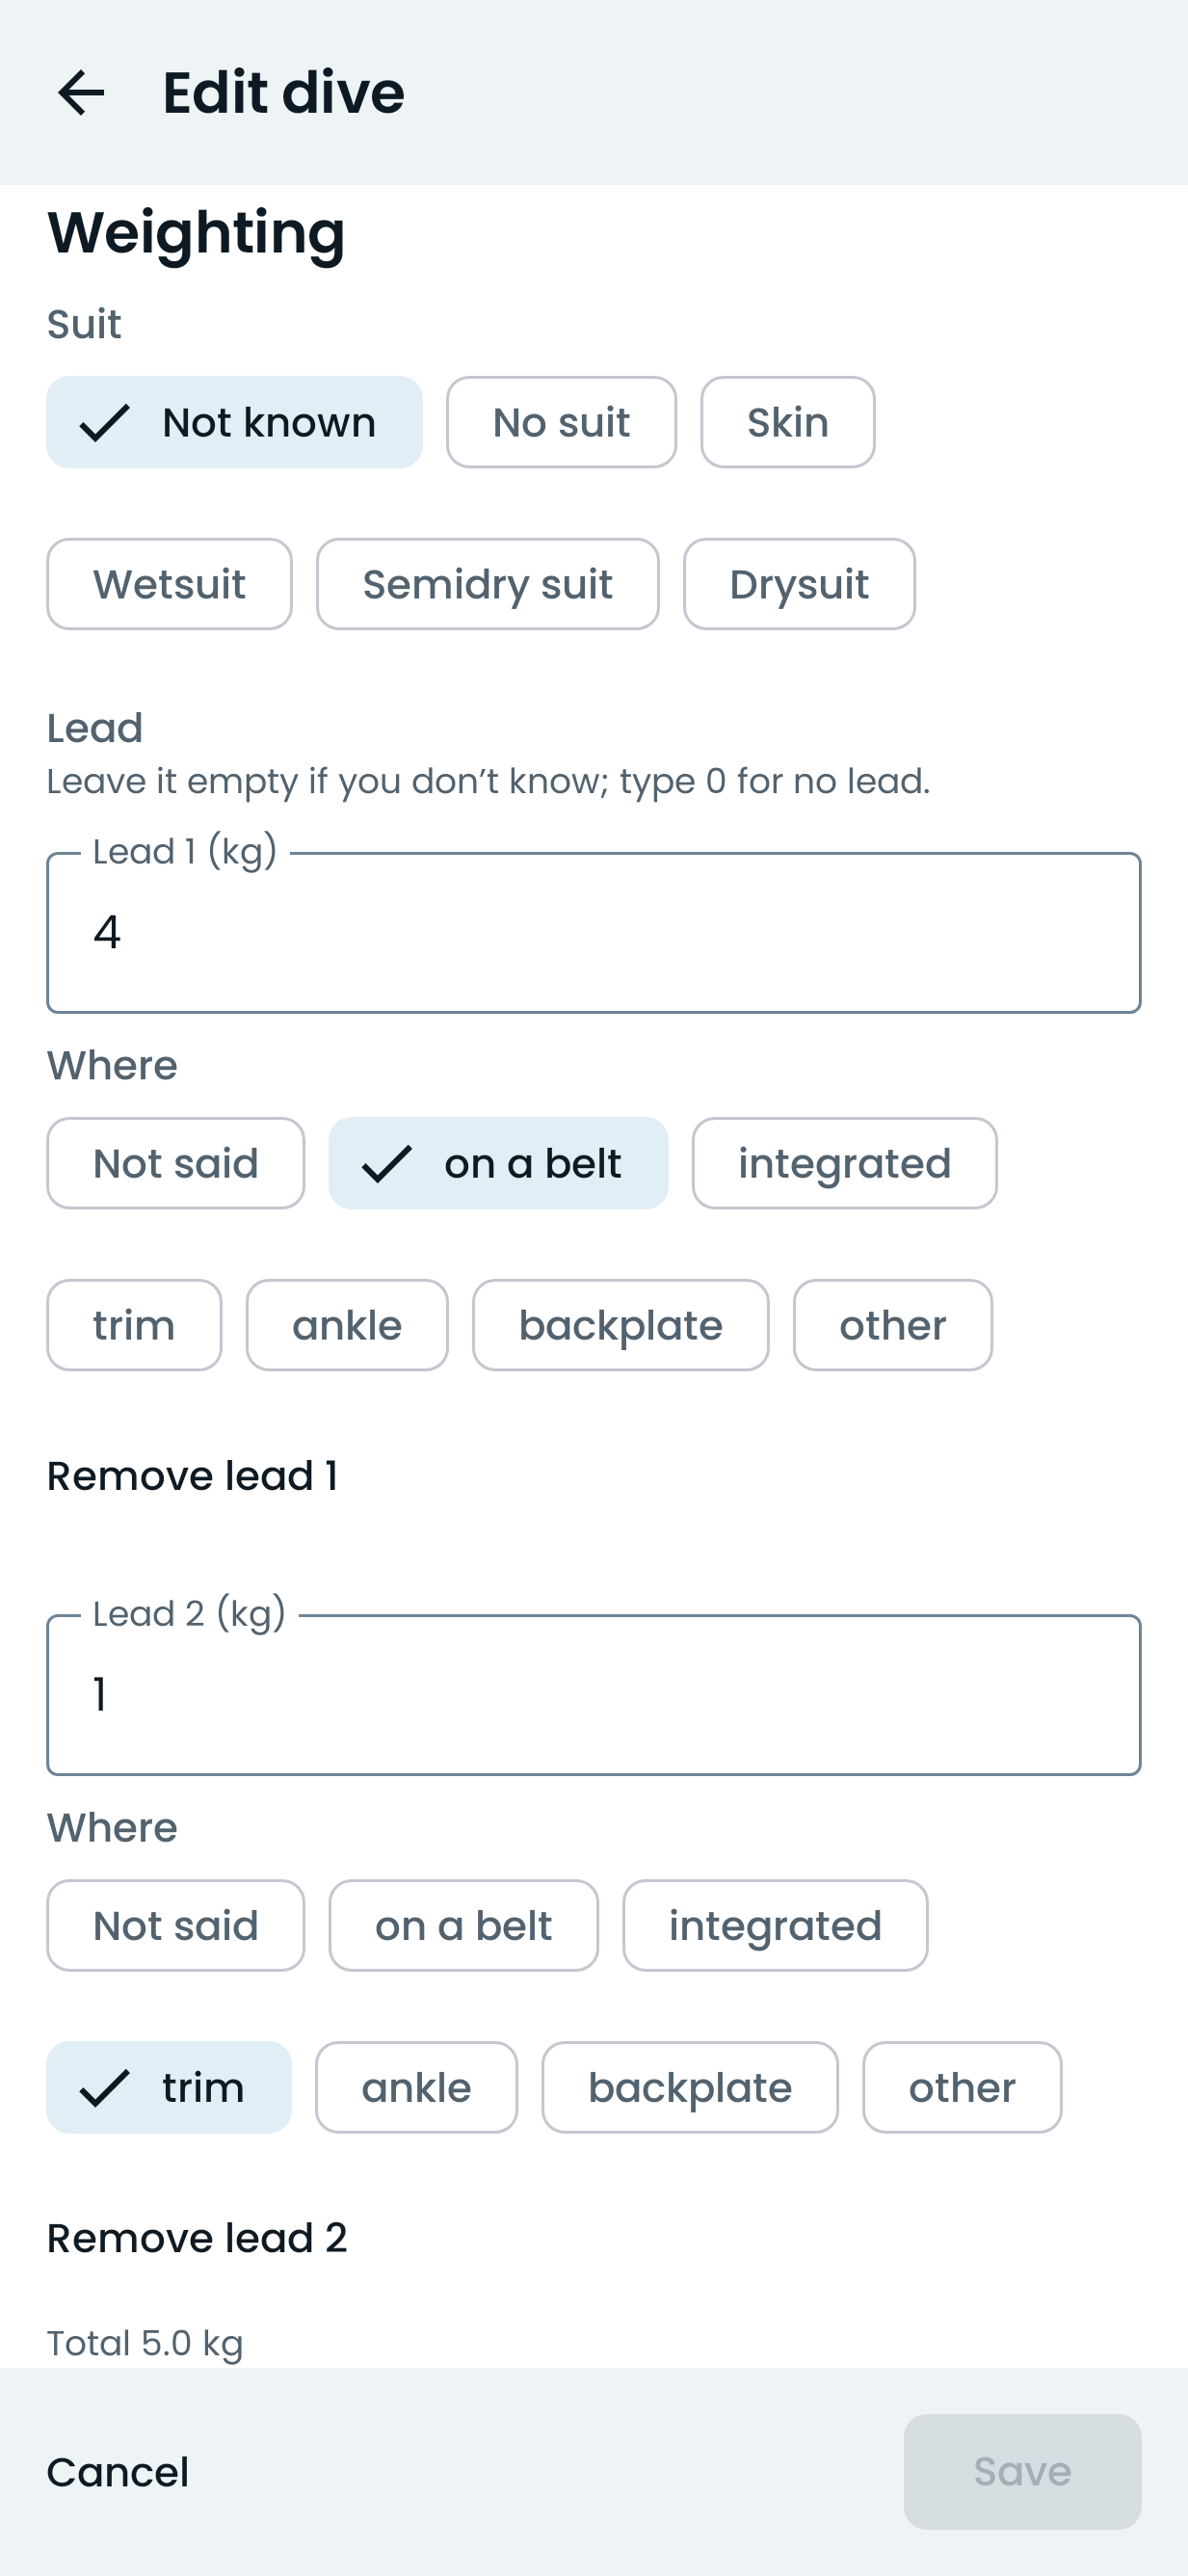 Edit dive
Weighting
Suit
Not known No suit Skin
Wetsuit Semidry suit Drysuit
Lead
Leave it empty if you don’t know; type 0 for no lead.
Lead 1 (kg)
4
Where
Not said on a belt integrated
trim ankle backplate other
Remove lead 1
Lead 2 (kg)
1
Where
Not said on a belt integrated
trim ankle backplate other
Remove lead 2
Total 5.0 kg
Cancel Save